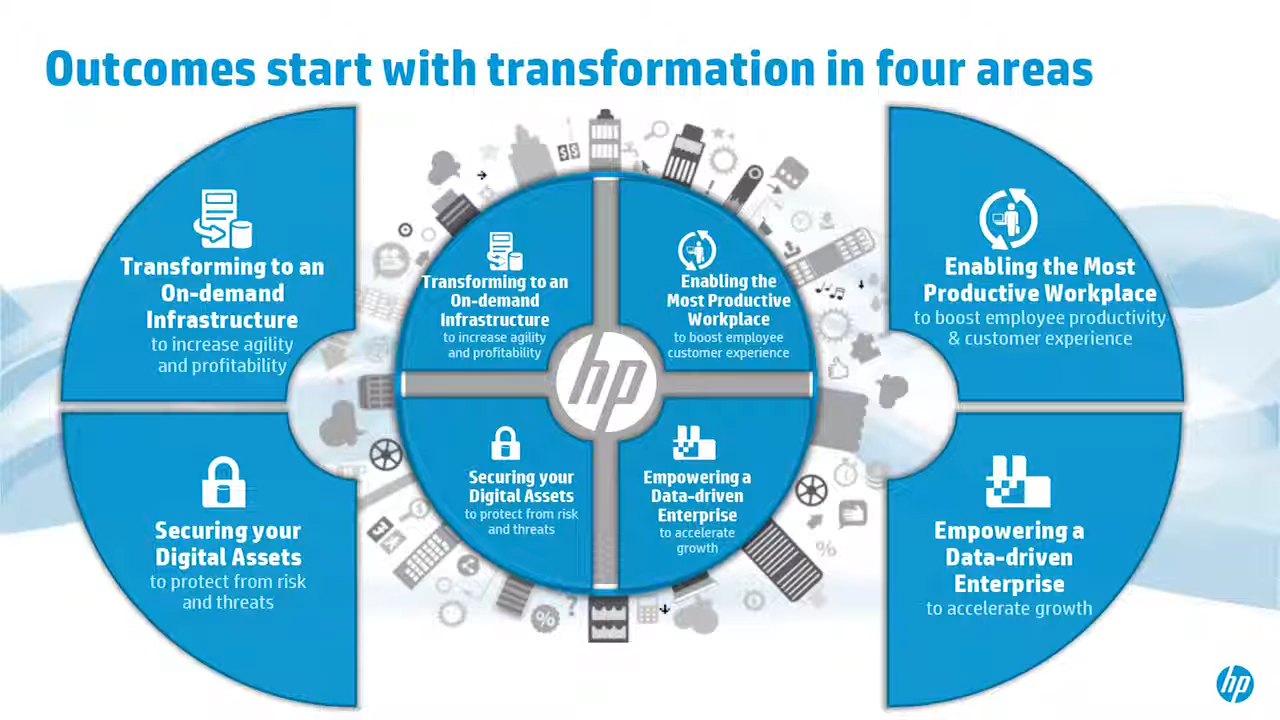 Outcomes start with transformation in four areas
Transforming to an
On-demand
Infrastructure
to increase agility
and profitability
Securing your
Digital Assets
to protect from risk
and threats
Transforming to an
On-demand
Infrastructure
to increase agility
and profitability
Enabling the
Most Productive
Workplace
to boost employee
customer experience
hp
Securing your
Digital Assets
to protect from risk
and threats
Empowering a
Data-driven
Enterprise
to accelerate
growth
Enabling the Most
Productive Workplace
to boost employee productivity
& customer experience
Empowering a
Data-driven
Enterprise
to accelerate growth
$$
%
%
?
hp